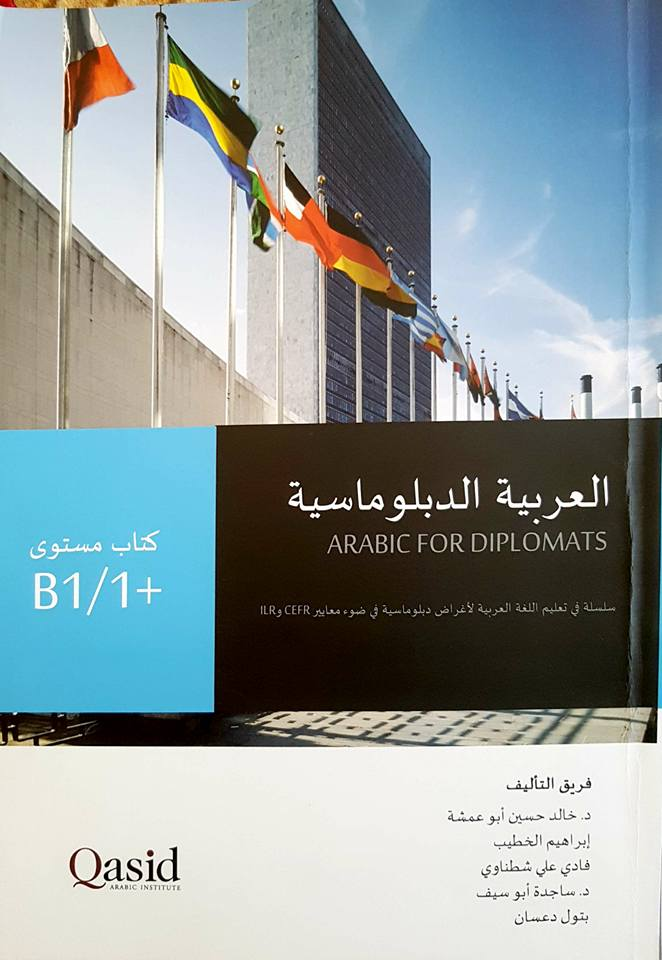 العربية الدبلوماسية
ARABIC FOR DIPLOMATS
سلسلة في تعليم اللغة العربية لأغراض دبلوماسية في ضوء معايير CEFR وILR
كتاب مستوى
B1/1+
فريق التأليف
د. خالد حسين أبو عمشة
إبراهيم الخطيب
فادي علي شطناوي
د. ساجدة أبو سيف
بتول دعسان
Qasid
ARABIC INSTITUTE